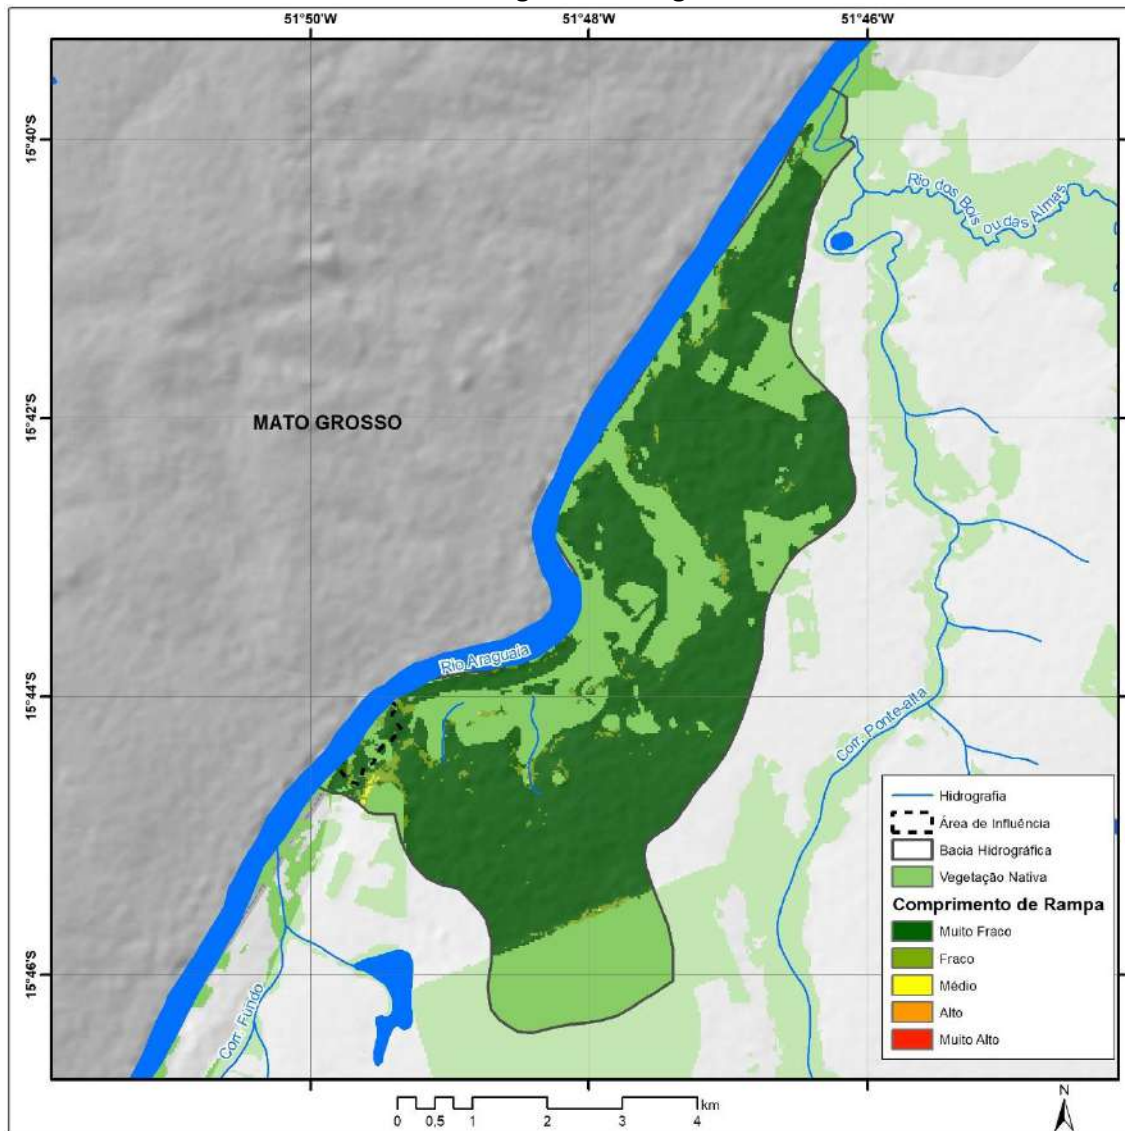 51°50'W
51°48'W
51°46'W
15°40'S
15°42'S
15°44'S
15°46'S
Rio dos Bois
ou das Almas
MATO GROSSO
Rio Araguaia
Corr. Ponte-alta
Corr. Fundo
Hidrografia
Área de Influência
Bacia Hidrográfica
Vegetação Nativa
Comprimento de Rampa
Muito Fraco
Fraco
Médio
Alto
Muito Alto
N
km
0 0,5 1 2 3 4